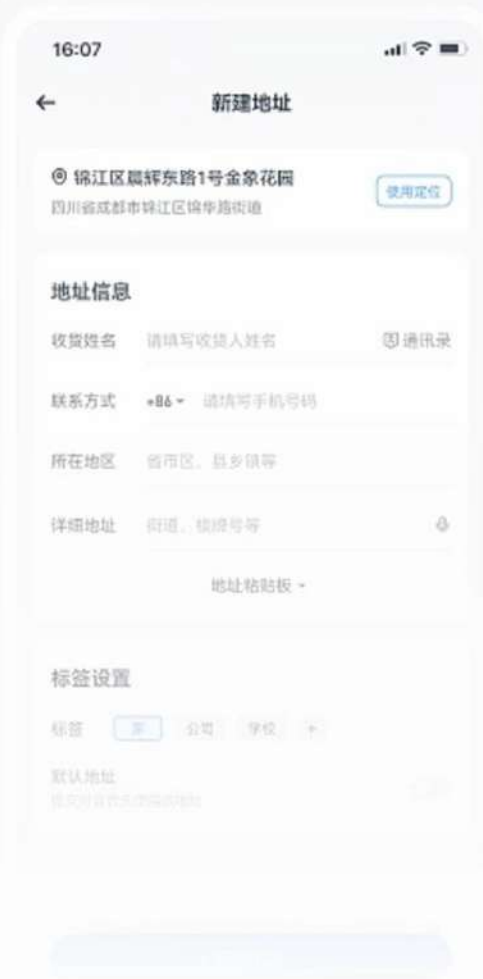 16:07
新建地址
锦江区晨辉东路1号金象花园
四川省成都市锦江区锦华路街道
使用定位
地址信息
收货姓名 请填写收货人姓名 通讯录
联系方式 +86 请填写手机号码
所在地区 省市区、县乡镇等
详细地址 街道、楼牌号等
地址粘贴板
标签设置
标签 家 公司 学校 +
默认地址